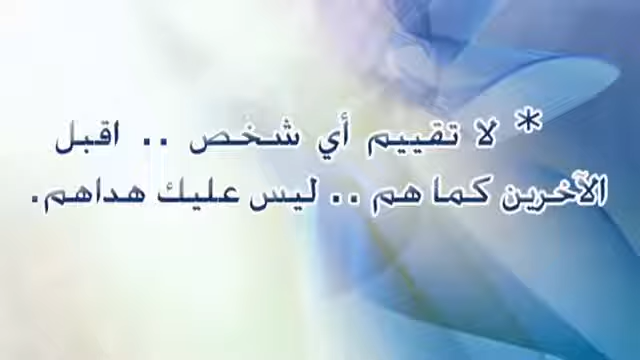 * لا تقييم أي شخص .. اقبل
الآخرين كما هم .. ليس عليك هداهم.